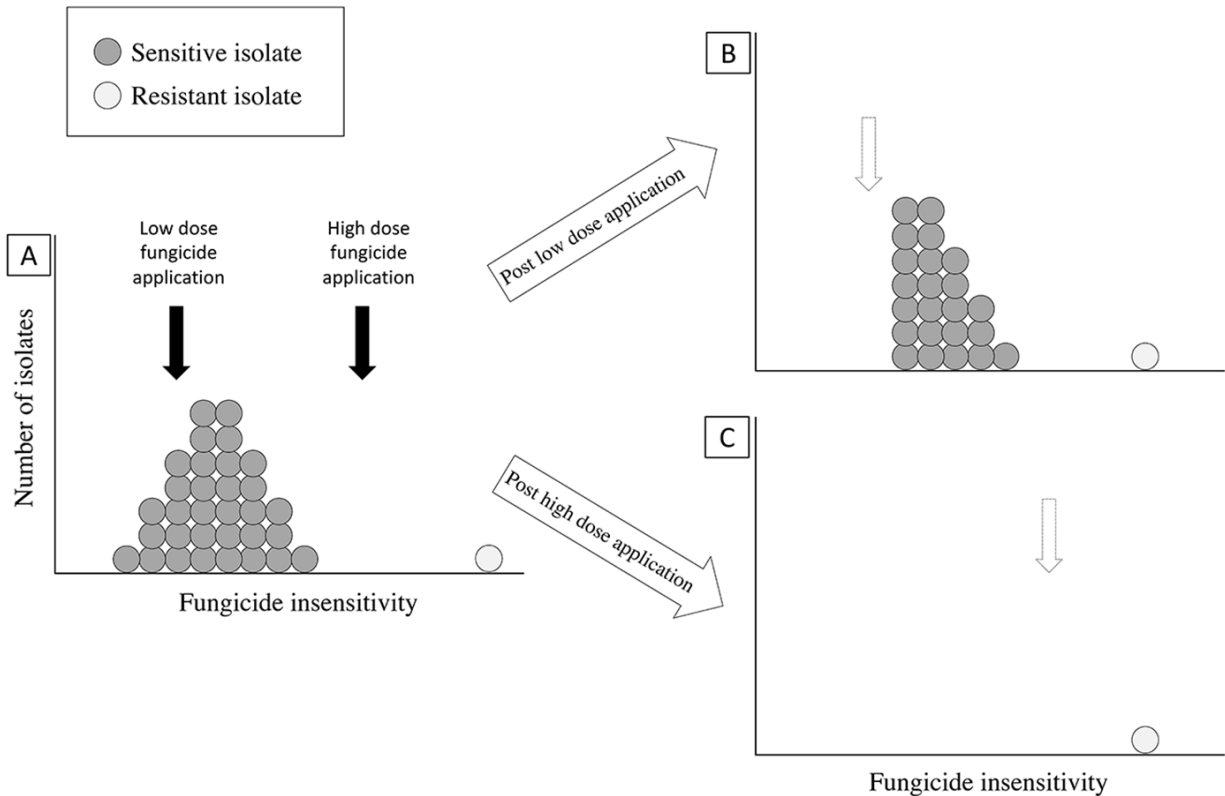 Sensitive isolate
Resistant isolate
A
Low dose
fungicide
application
High dose
fungicide
application
Number of isolates
Fungicide insensitivity
Post low dose application
Post high dose application
B
C
Fungicide insensitivity